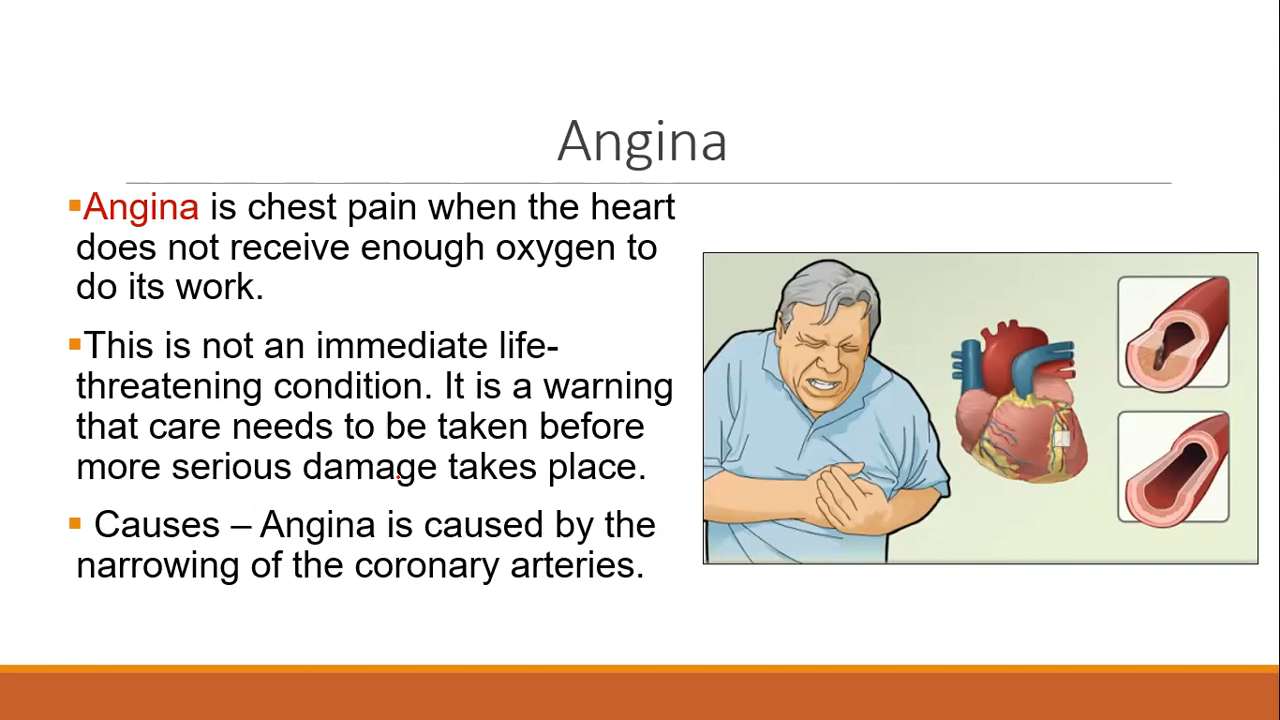 Angina
▪Angina is chest pain when the heart
does not receive enough oxygen to
do its work.
▪This is not an immediate life-
threatening condition. It is a warning
that care needs to be taken before
more serious damage takes place.
▪ Causes – Angina is caused by the
narrowing of the coronary arteries.